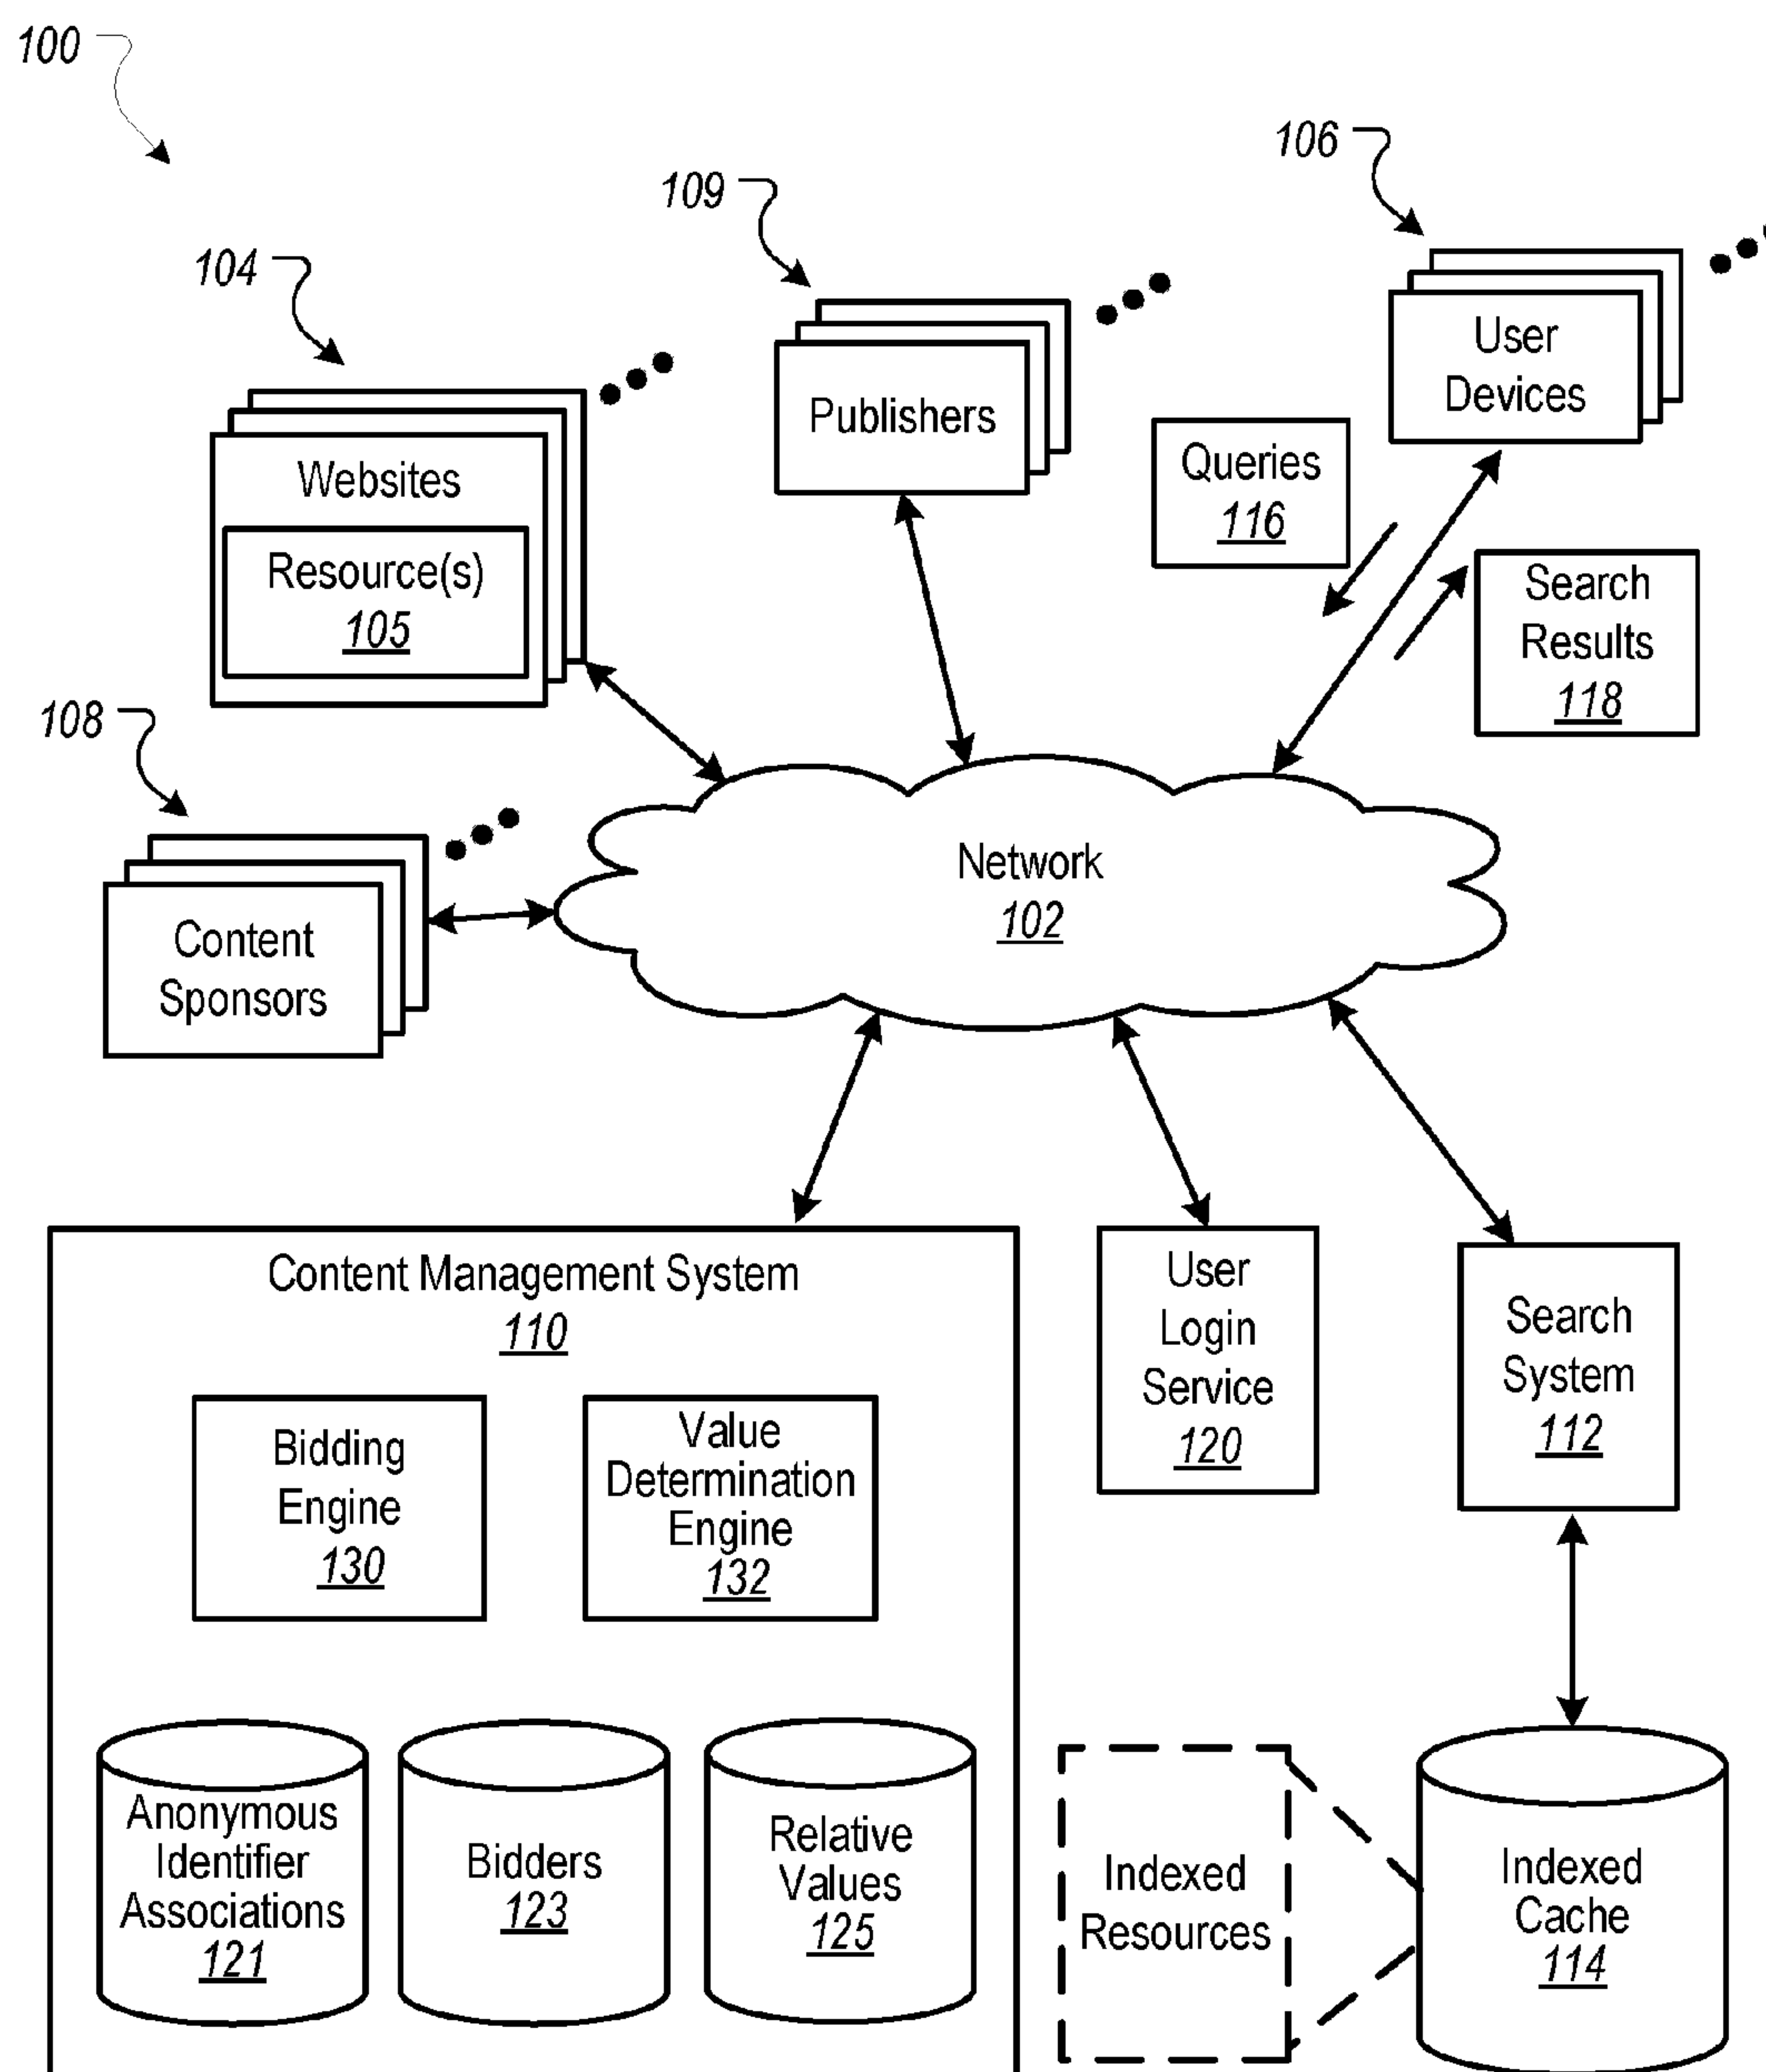 100
106
109
104
User
Devices
Publishers
Queries
116
Websites
Resource(s)
105
Search
Results
118
108
Network
102
Content
Sponsors
Content Management System
110
User
Login
Service
120
Search
System
112
Bidding
Engine
130
Value
Determination
Engine
132
Anonymous
Identifier
Associations
121
Bidders
123
Relative
Values
125
Indexed
Resources
Indexed
Cache
114